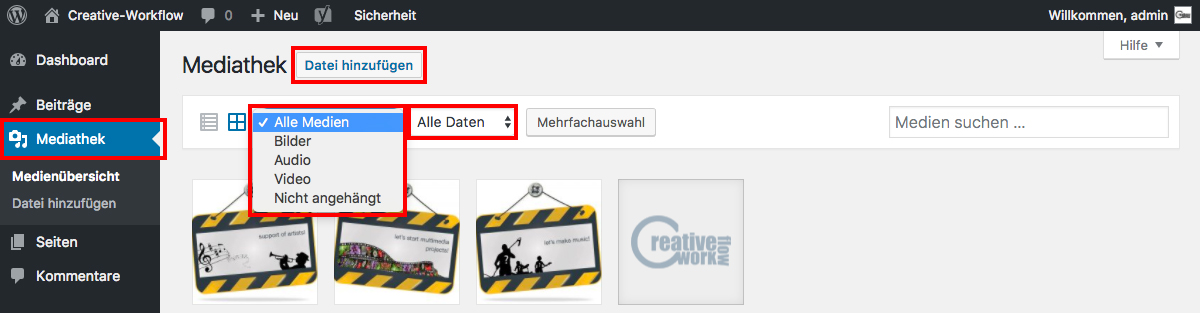 Creative-Workflow 0 Neu Sicherheit Willkommen, admin
Hilfe
Dashboard
Beiträge
Mediathek
Medienübersicht
Datei hinzufügen
Seiten
Kommentare
Mediathek Datei hinzufügen
✓ Alle Medien
Bilder
Audio
Video
Nicht angehängt
Alle Daten
Mehrfachauswahl
Medien suchen ...
support of artists!
let's start multimedia
projects!
let's make music!
Creative
flow
work